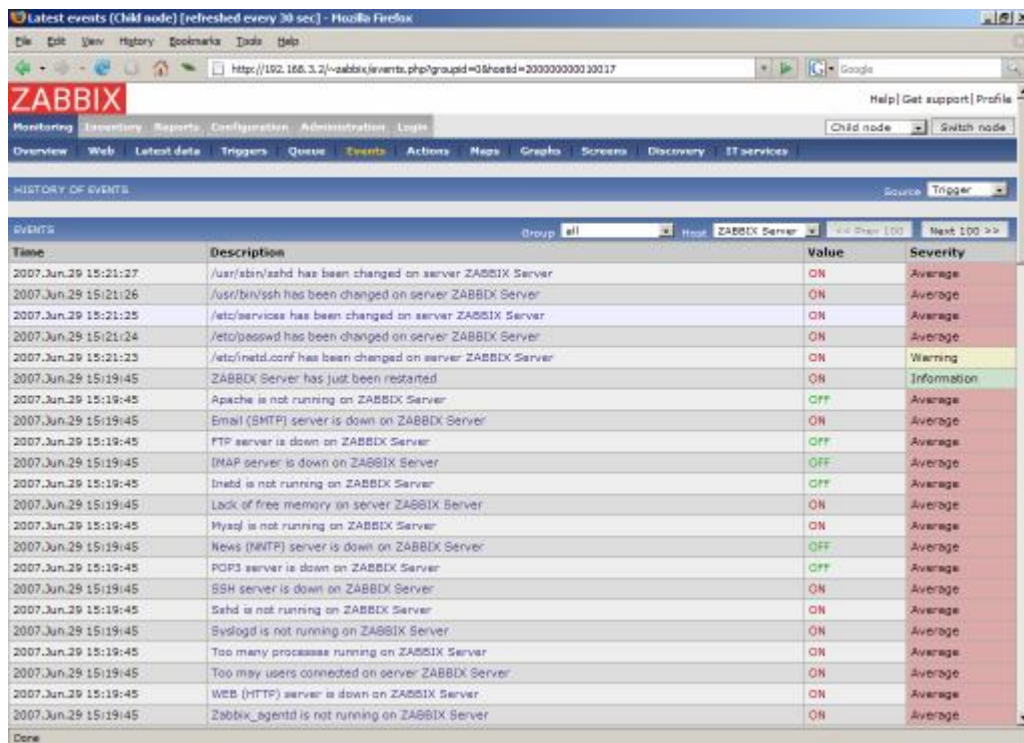 Latest events (Child node) [refreshed every 30 sec] - Mozilla Firefox
File Edit View History Bookmarks Tools Help
http://192.168.3.2/~zabbix/events.php?groupid=0&hostid=200000000010017 Google
ZABBIX
Help | Get support | Profile
Monitoring Inventory Reports Configuration Administration Login Child node Switch node
Overview Web Latest data Triggers Queue Events Actions Maps Graphs Screens Discovery IT services
HISTORY OF EVENTS Source Trigger
EVENTS Group all Host ZABBIX Server << Prev 100 Next 100 >>
Time Description Value Severity
2007.Jun.29 15:21:27 /usr/sbin/sshd has been changed on server ZABBIX Server ON Average
2007.Jun.29 15:21:26 /usr/bin/ssh has been changed on server ZABBIX Server ON Average
2007.Jun.29 15:21:25 /etc/services has been changed on server ZABBIX Server ON Average
2007.Jun.29 15:21:24 /etc/passwd has been changed on server ZABBIX Server ON Average
2007.Jun.29 15:21:23 /etc/inetd.conf has been changed on server ZABBIX Server ON Warning
2007.Jun.29 15:19:45 ZABBIX Server has just been restarted ON Information
2007.Jun.29 15:19:45 Apache is not running on ZABBIX Server OFF Average
2007.Jun.29 15:19:45 Email (SMTP) server is down on ZABBIX Server ON Average
2007.Jun.29 15:19:45 FTP server is down on ZABBIX Server OFF Average
2007.Jun.29 15:19:45 IMAP server is down on ZABBIX Server OFF Average
2007.Jun.29 15:19:45 Inetd is not running on ZABBIX Server OFF Average
2007.Jun.29 15:19:45 Lack of free memory on server ZABBIX Server ON Average
2007.Jun.29 15:19:45 Mysql is not running on ZABBIX Server ON Average
2007.Jun.29 15:19:45 News (NNTP) server is down on ZABBIX Server OFF Average
2007.Jun.29 15:19:45 POP3 server is down on ZABBIX Server OFF Average
2007.Jun.29 15:19:45 SSH server is down on ZABBIX Server ON Average
2007.Jun.29 15:19:45 Sshd is not running on ZABBIX Server ON Average
2007.Jun.29 15:19:45 Syslogd is not running on ZABBIX Server ON Average
2007.Jun.29 15:19:45 Too many processes running on ZABBIX Server ON Average
2007.Jun.29 15:19:45 Too may users connected on server ZABBIX Server ON Average
2007.Jun.29 15:19:45 WEB (HTTP) server is down on ZABBIX Server ON Average
2007.Jun.29 15:19:45 Zabbix_agentd is not running on ZABBIX Server ON Average
Done